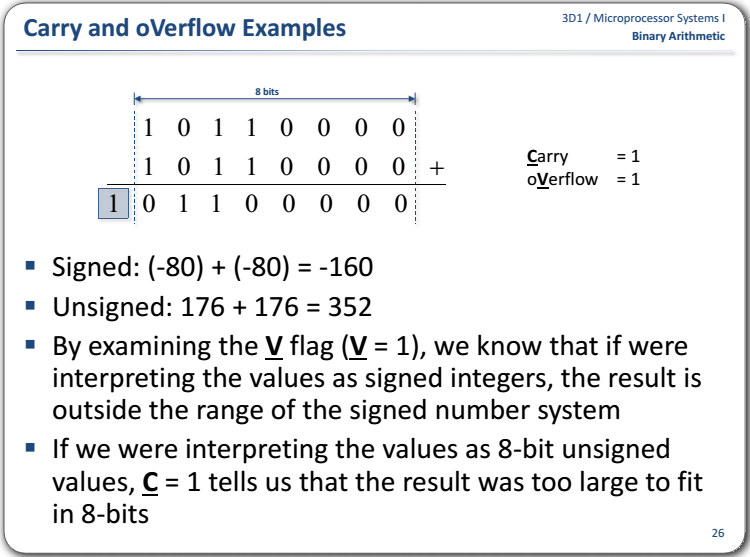 Carry and oVerflow Examples
3D1 / Microprocessor Systems I
Binary Arithmetic
8 bits
1 0 1 1 0 0 0 0
1 0 1 1 0 0 0 0 +
1 0 1 1 0 0 0 0 0
Carry = 1
oVerflow = 1
▪ Signed: (-80) + (-80) = -160
▪ Unsigned: 176 + 176 = 352
▪ By examining the V flag (V = 1), we know that if were
interpreting the values as signed integers, the result is
outside the range of the signed number system
▪ If we were interpreting the values as 8-bit unsigned
values, C = 1 tells us that the result was too large to fit
in 8-bits
26